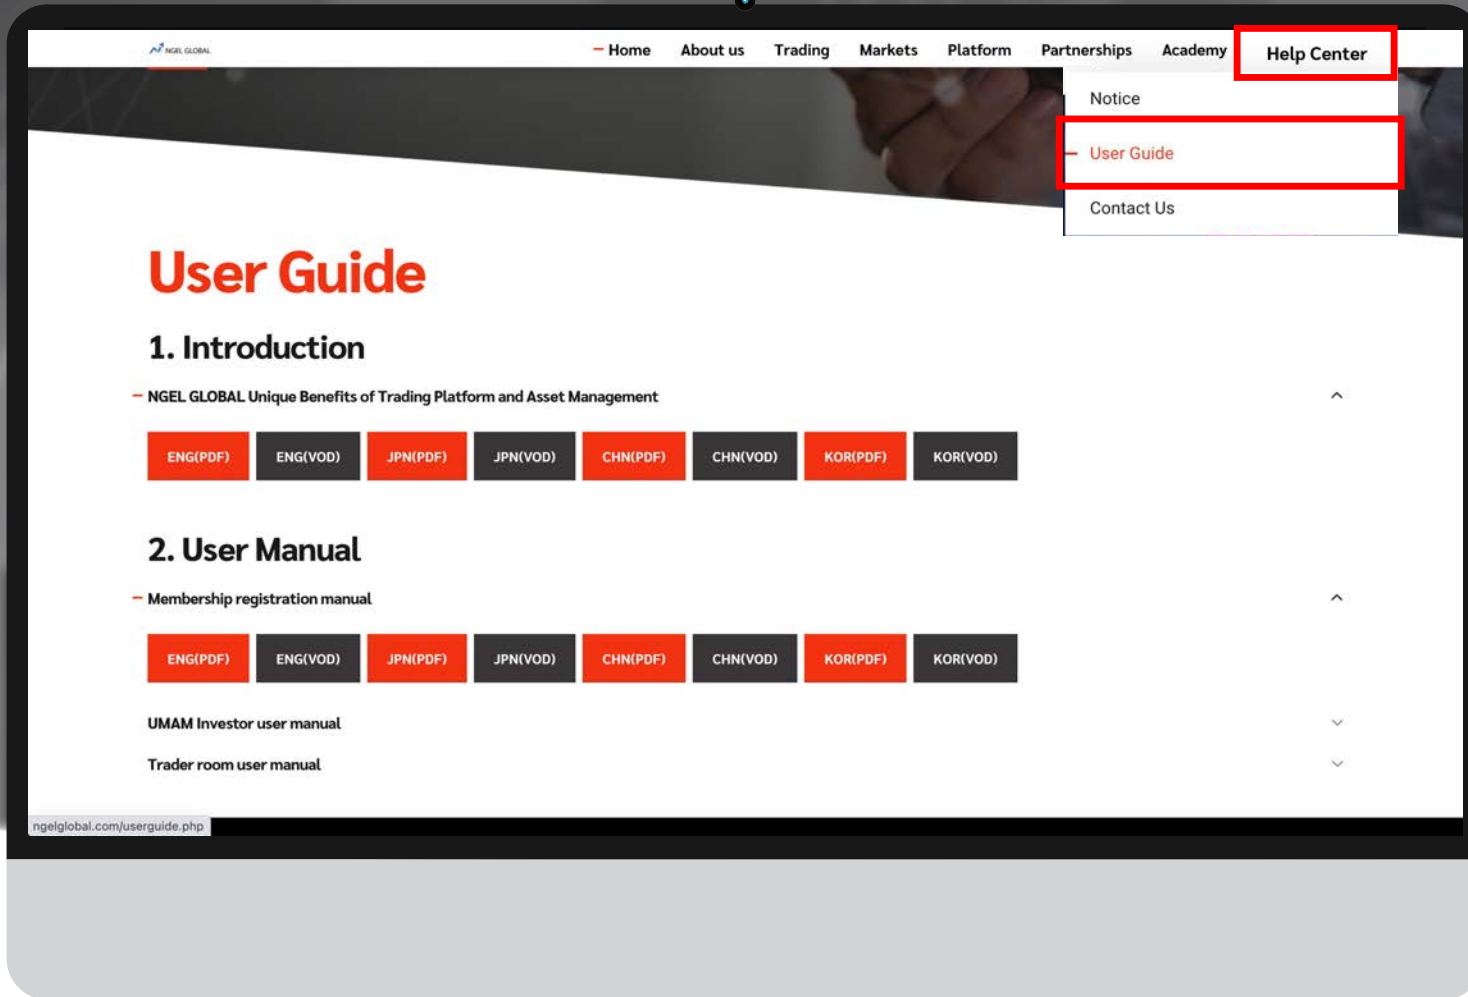 NGEL GLOBAL
Home About us Trading Markets Platform Partnerships Academy Help Center
Notice
User Guide
Contact Us
User Guide
1. Introduction
NGEL GLOBAL Unique Benefits of Trading Platform and Asset Management
ENG(PDF) ENG(VOD) JPN(PDF) JPN(VOD) CHN(PDF) CHN(VOD) KOR(PDF) KOR(VOD)
2. User Manual
Membership registration manual
ENG(PDF) ENG(VOD) JPN(PDF) JPN(VOD) CHN(PDF) CHN(VOD) KOR(PDF) KOR(VOD)
UMAM Investor user manual
Trader room user manual
ngelglobal.com/userguide.php